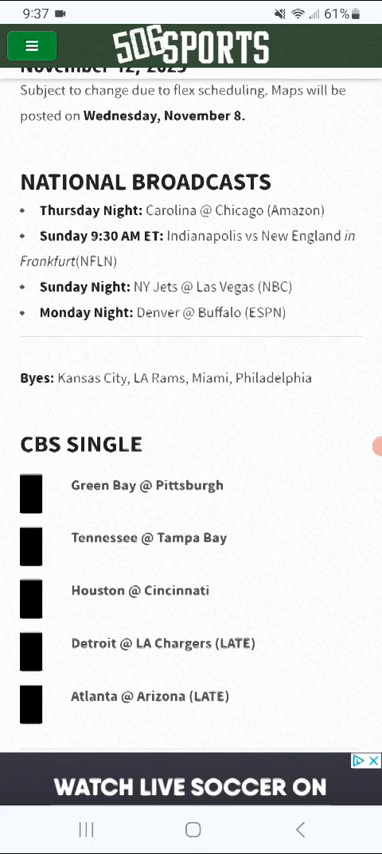 9:37
61%
506SPORTS
November 12, 2023
Subject to change due to flex scheduling. Maps will be
posted on Wednesday, November 8.
NATIONAL BROADCASTS
• Thursday Night: Carolina @ Chicago (Amazon)
• Sunday 9:30 AM ET: Indianapolis vs New England in
Frankfurt(NFLN)
• Sunday Night: NY Jets @ Las Vegas (NBC)
• Monday Night: Denver @ Buffalo (ESPN)
Byes: Kansas City, LA Rams, Miami, Philadelphia
CBS SINGLE
Green Bay @ Pittsburgh
Tennessee @ Tampa Bay
Houston @ Cincinnati
Detroit @ LA Chargers (LATE)
Atlanta @ Arizona (LATE)
WATCH LIVE SOCCER ON